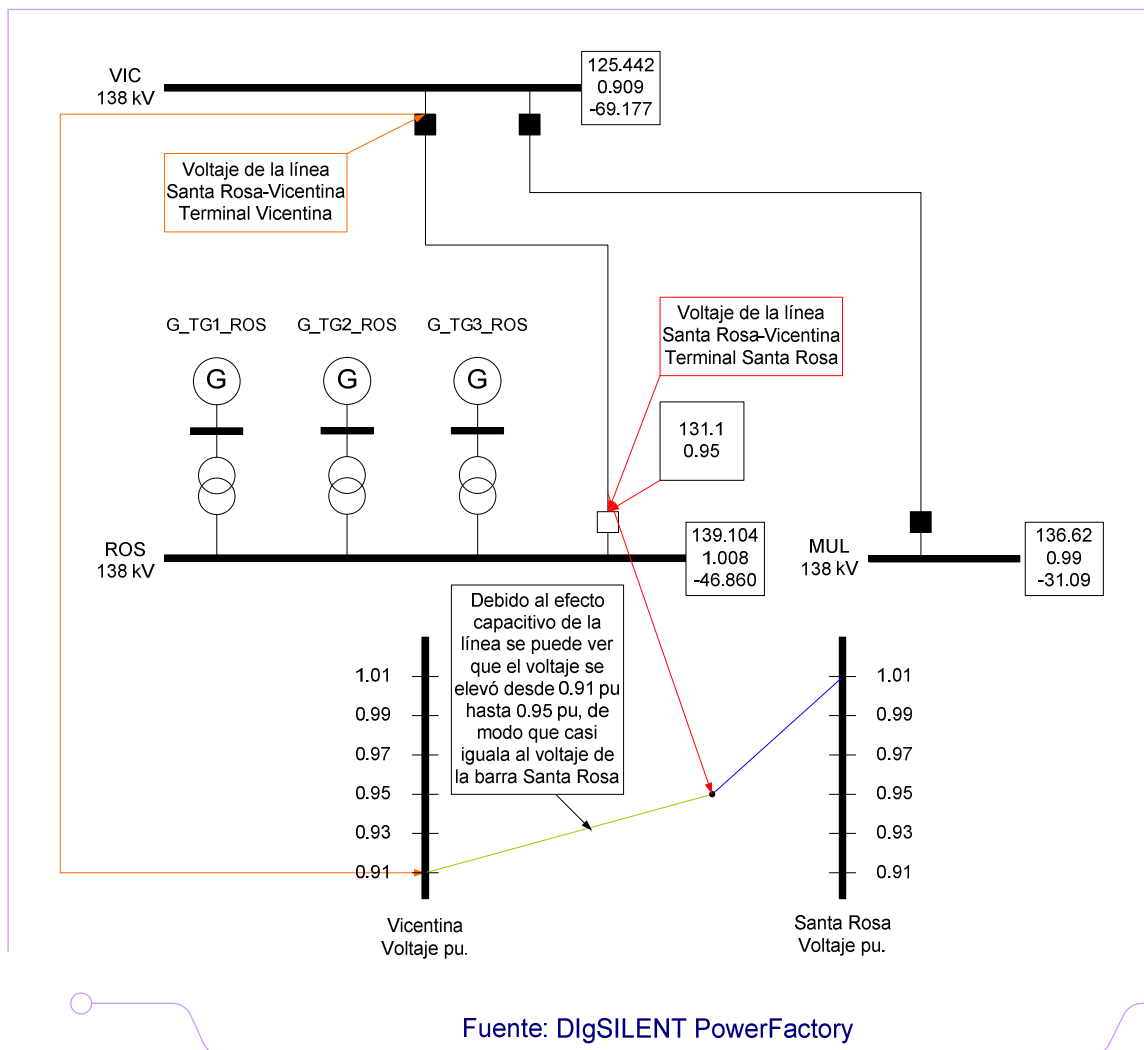 VIC
138 kV
125.442
0.909
-69.177
Voltaje de la línea
Santa Rosa-Vicentina
Terminal Vicentina
G_TG1_ROS
G_TG2_ROS
G_TG3_ROS
G
G
G
Voltaje de la línea
Santa Rosa-Vicentina
Terminal Santa Rosa
131.1
0.95
ROS
138 kV
139.104
1.008
-46.860
MUL
138 kV
136.62
0.99
-31.09
Debido al efecto
capacitivo de la
línea se puede ver
que el voltaje se
elevó desde 0.91 pu
hasta 0.95 pu, de
modo que casi
iguala al voltaje de
la barra Santa Rosa
1.01
0.99
0.97
0.95
0.93
0.91
Vicentina
Voltaje pu.
1.01
0.99
0.97
0.95
0.93
0.91
Santa Rosa
Voltaje pu.
Fuente: DIgSILENT PowerFactory